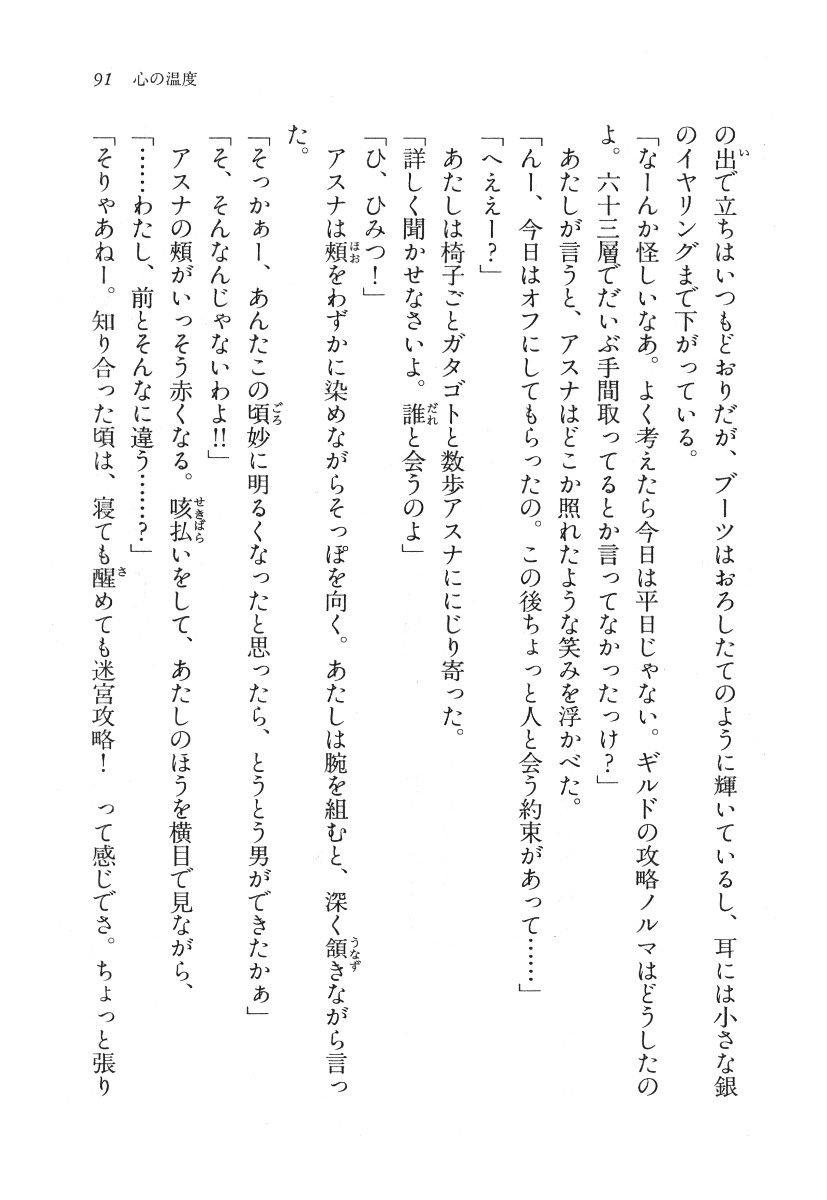 91 心の温度
の出で立ちはいつもどおりだが、ブーツはおろしたてのように輝いているし、耳には小さな銀
のイヤリングまで下がっている。
「なーんか怪しいなあ。よく考えたら今日は平日じゃない。ギルドの攻略ノルマはどうしたの
よ。六十三層でだいぶ手間取ってるとか言ってなかったっけ？」
あたしが言うと、アスナはどこか照れたような笑みを浮かべた。
「んー、今日はオフにしてもらったの。この後ちょっと人と会う約束があって……」
「へええー？」
あたしは椅子ごとガタゴトと数歩アスナににじり寄った。
「詳しく聞かせなさいよ。誰と会うのよ」
「ひ、ひみつ！」
アスナは頬をわずかに染めながらそっぽを向く。あたしは腕を組むと、深く頷きながら言っ
た。
「そっかぁー、あんたこの頃妙に明るくなったと思ったら、とうとう男ができたかぁ」
「そ、そんなんじゃないわよ!!」
アスナの頬がいっそう赤くなる。咳払いをして、あたしのほうを横目で見ながら、
「……わたし、前とそんなに違う……？」
「そりゃあねー。知り合った頃は、寝ても醒めても迷宮攻略！　って感じでさ。ちょっと張り